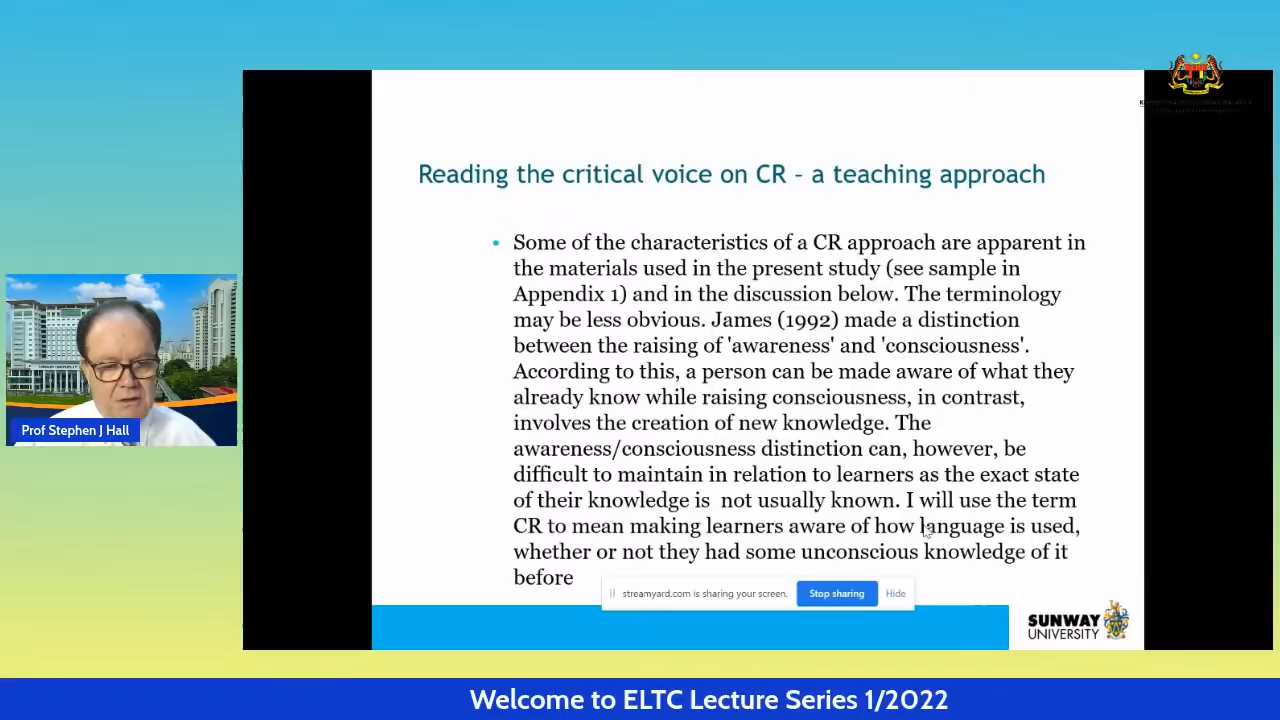 Reading the critical voice on CR – a teaching approach
• Some of the characteristics of a CR approach are apparent in
the materials used in the present study (see sample in
Appendix 1) and in the discussion below. The terminology
may be less obvious. James (1992) made a distinction
between the raising of 'awareness' and 'consciousness'.
According to this, a person can be made aware of what they
already know while raising consciousness, in contrast,
involves the creation of new knowledge. The
awareness/consciousness distinction can, however, be
difficult to maintain in relation to learners as the exact state
of their knowledge is not usually known. I will use the term
CR to mean making learners aware of how language is used,
whether or not they had some unconscious knowledge of it
before
streamyard.com is sharing your screen. Stop sharing Hide
SUNWAY
UNIVERSITY
SUNWAY UNIVERSITY
Prof Stephen J Hall
Welcome to ELTC Lecture Series 1/2022